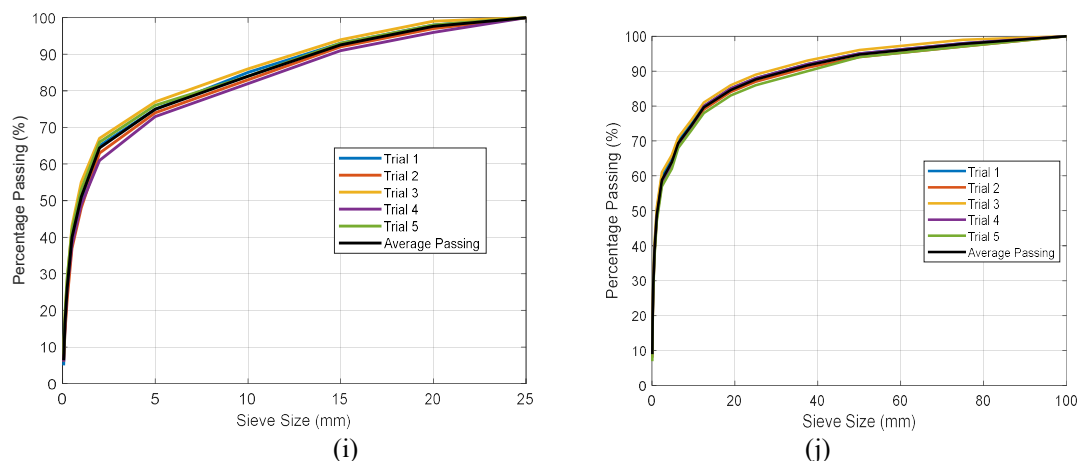 100
90
80
70
60
50
40
30
20
10
0
Percentage Passing (%)
Trial 1
Trial 2
Trial 3
Trial 4
Trial 5
Average Passing
0 5 10 15 20 25
Sieve Size (mm)
(i)
100
90
80
70
60
50
40
30
20
10
0
Percentage Passing (%)
Trial 1
Trial 2
Trial 3
Trial 4
Trial 5
Average Passing
0 20 40 60 80 100
Sieve Size (mm)
(j)